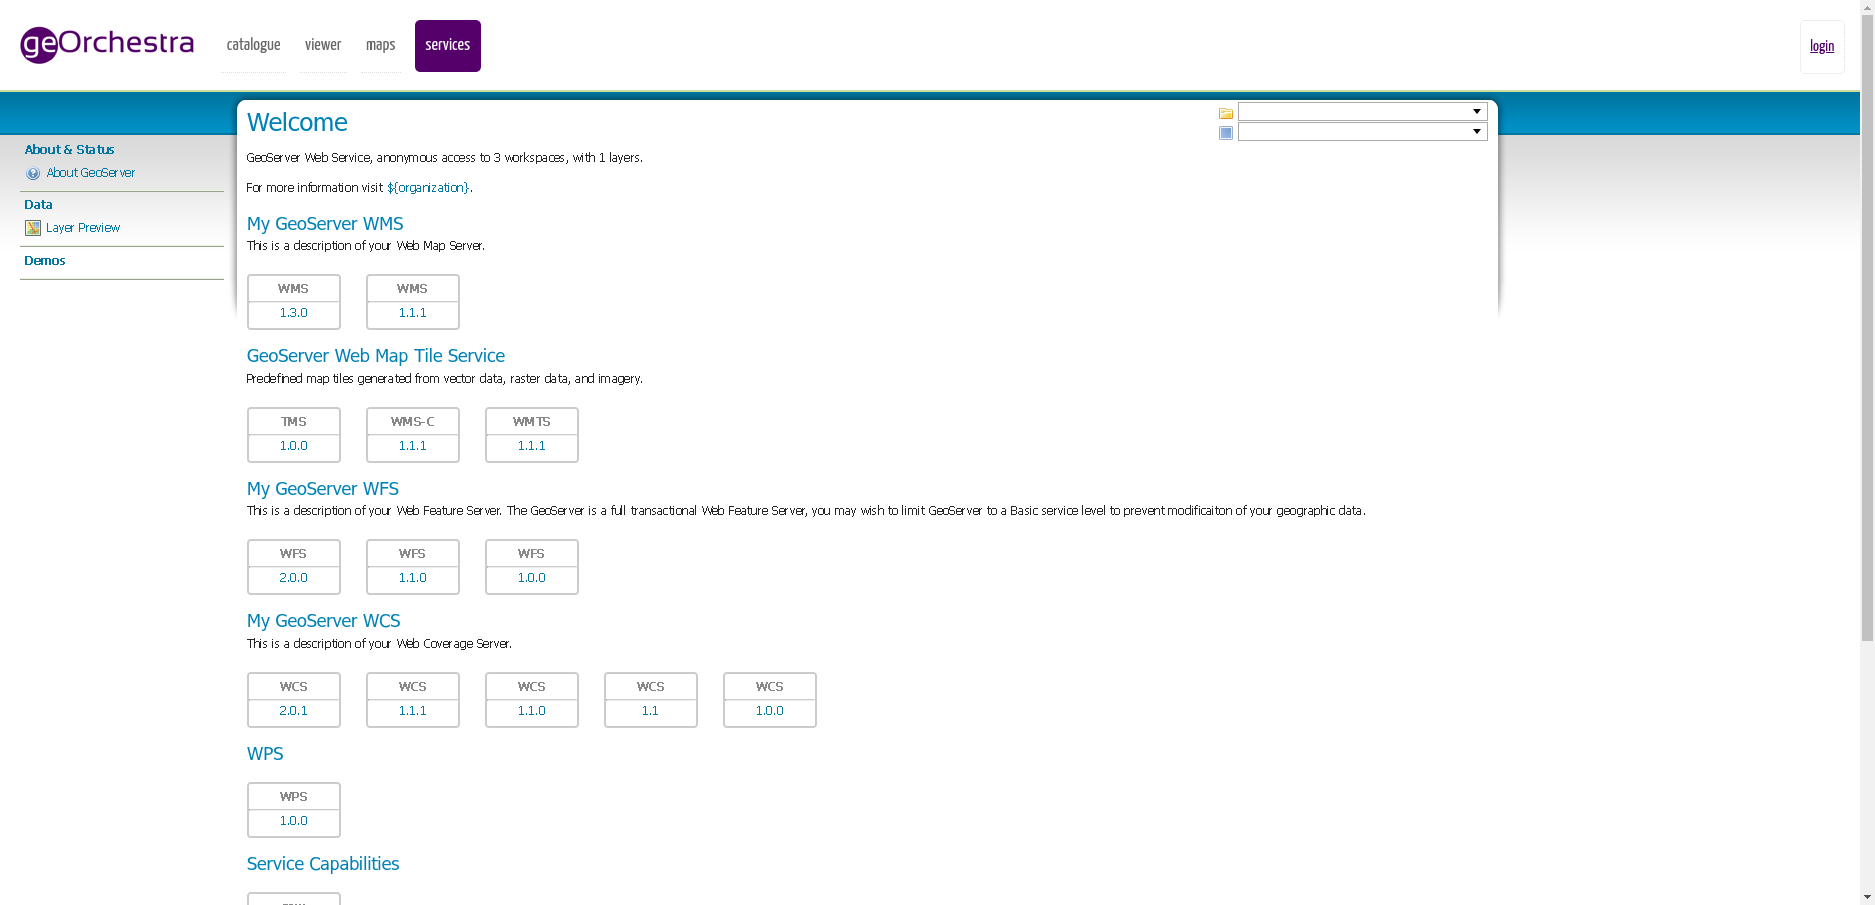 geOrchestra
catalogue
viewer
maps
services
login
About & Status
About GeoServer
Data
Layer Preview
Demos
Welcome
GeoServer Web Service, anonymous access to 3 workspaces, with 1 layers.
For more information visit ${organization}.
My GeoServer WMS
This is a description of your Web Map Server.
WMS WMS
1.3.0 1.1.1
GeoServer Web Map Tile Service
Predefined map tiles generated from vector data, raster data, and imagery.
TMS WMS-C WMTS
1.0.0 1.1.1 1.1.1
My GeoServer WFS
This is a description of your Web Feature Server. The GeoServer is a full transactional Web Feature Server, you may wish to limit GeoServer to a Basic service level to prevent modificaiton of your geographic data.
WFS WFS WFS
2.0.0 1.1.0 1.0.0
My GeoServer WCS
This is a description of your Web Coverage Server.
WCS WCS WCS WCS WCS
2.0.1 1.1.1 1.1.0 1.1 1.0.0
WPS
WPS
1.0.0
Service Capabilities